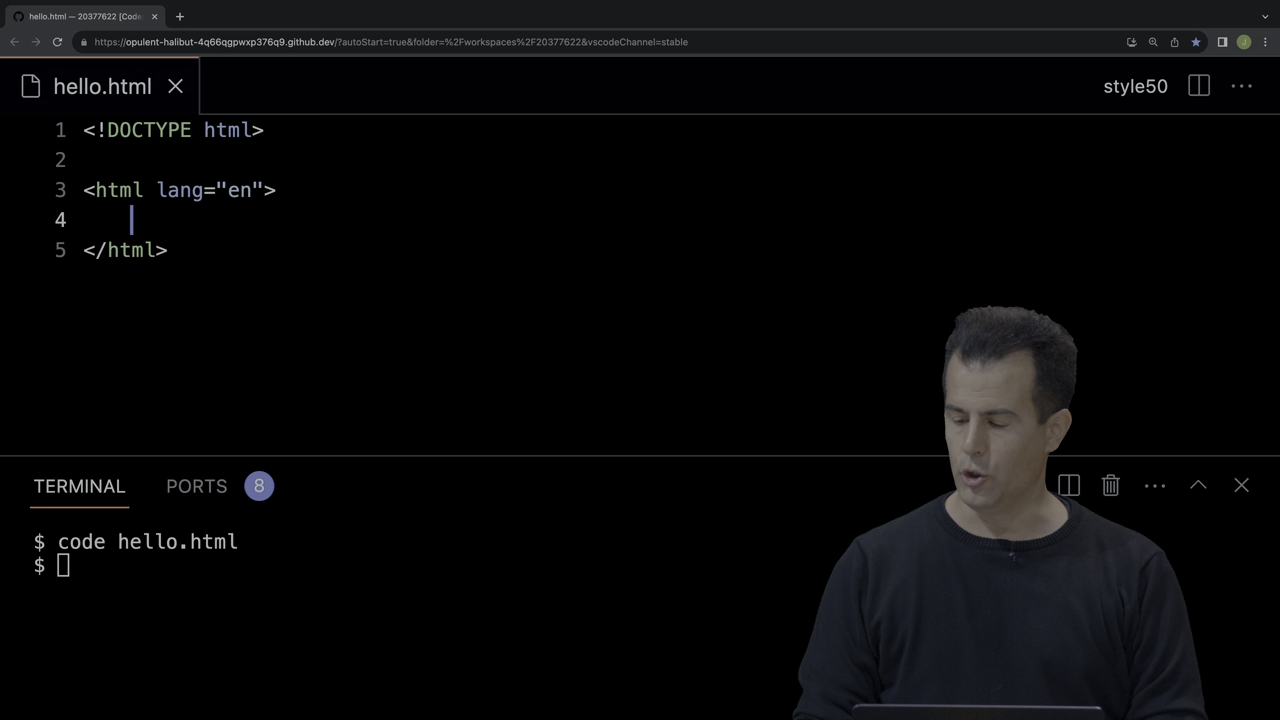 hello.html — 20377622 [Code
https://opulent-halibut-4q66qgpwxp376q9.github.dev/?autoStart=true&folder=%2Fworkspaces%2F20377622&vscodeChannel=stable
J
hello.html
style50
1 <!DOCTYPE html>
2
3 <html lang="en">
4
5 </html>
TERMINAL PORTS 8
$ code hello.html
$